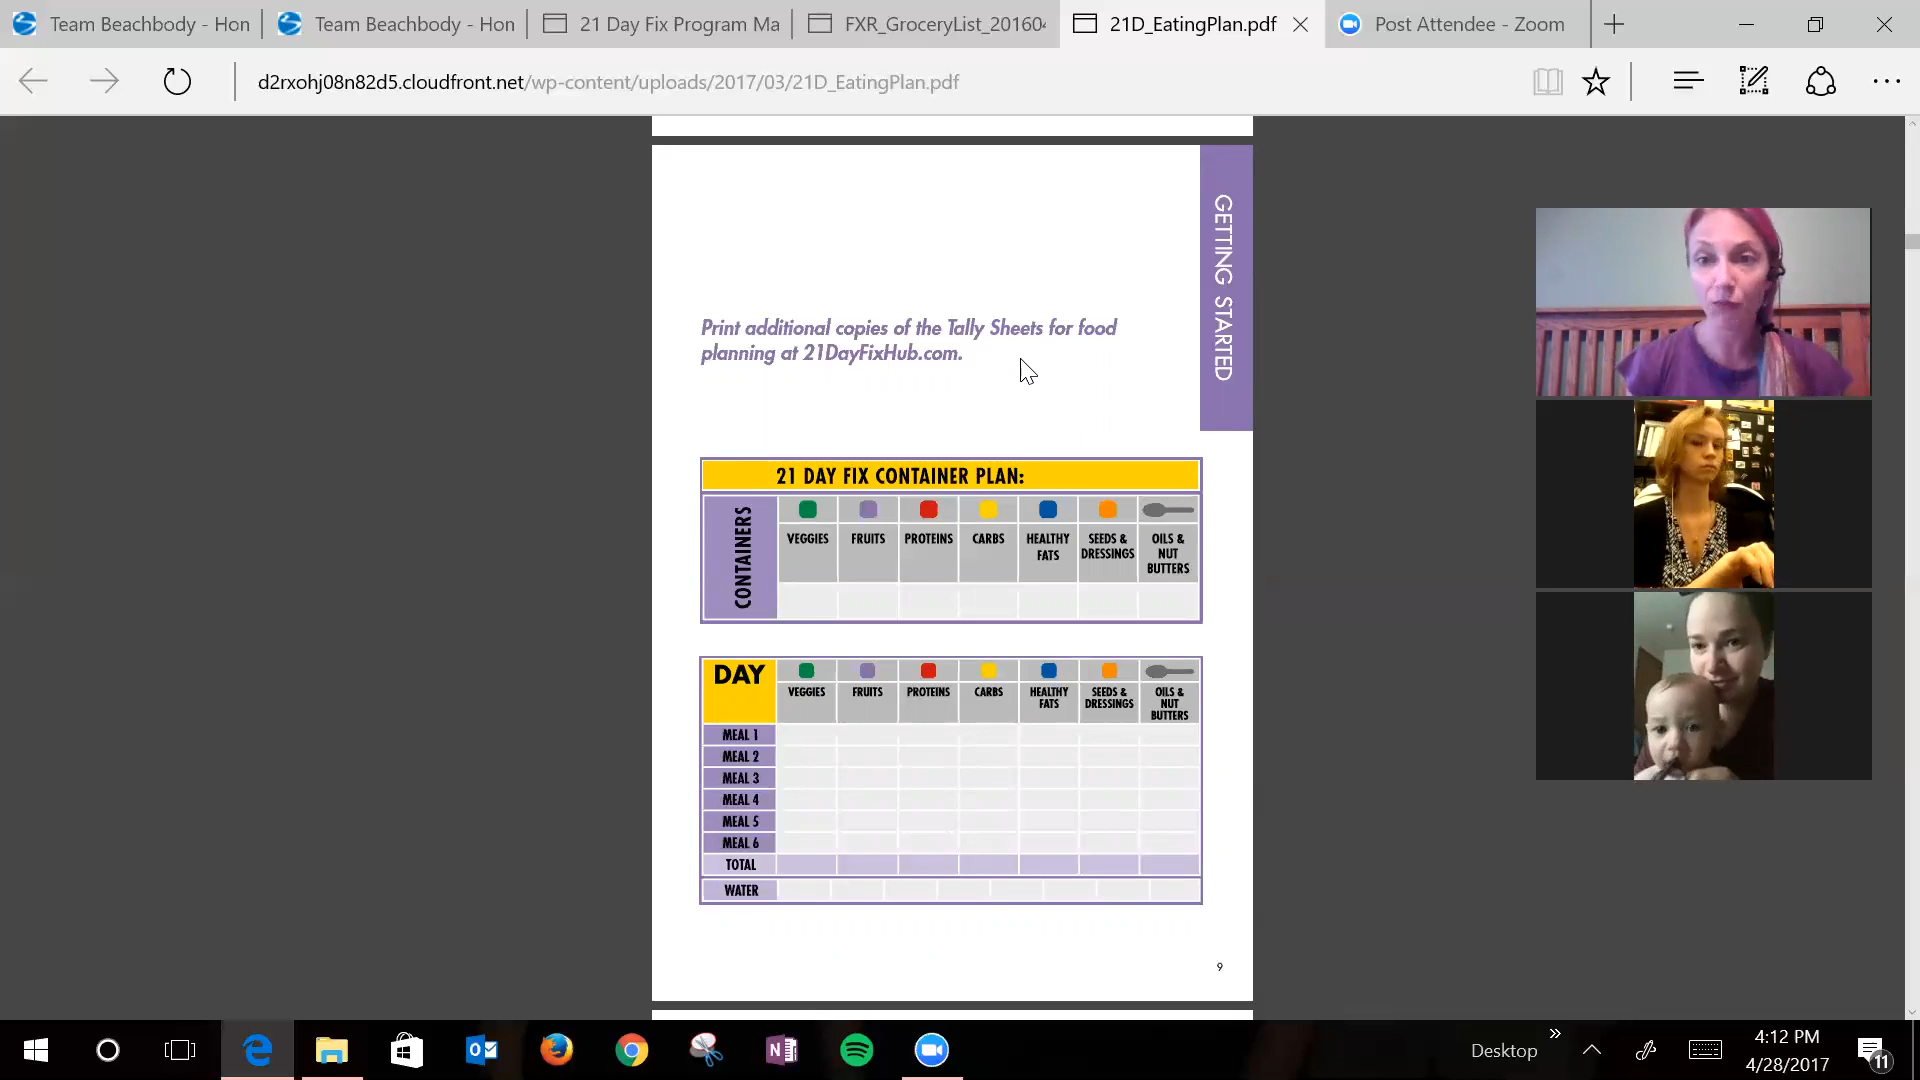 Team Beachbody - Hon
Team Beachbody - Hon
21 Day Fix Program Ma
FXR_GroceryList_20160
21D_EatingPlan.pdf
Post Attendee - Zoom
d2rxohj08n82d5.cloudfront.net/wp-content/uploads/2017/03/21D_EatingPlan.pdf
GETTING STARTED
Print additional copies of the Tally Sheets for food
planning at 21DayFixHub.com.
21 DAY FIX CONTAINER PLAN:
CONTAINERS
VEGGIES FRUITS PROTEINS CARBS HEALTHY FATS SEEDS & DRESSINGS OILS & NUT BUTTERS
DAY
VEGGIES FRUITS PROTEINS CARBS HEALTHY FATS SEEDS & DRESSINGS OILS & NUT BUTTERS
MEAL 1
MEAL 2
MEAL 3
MEAL 4
MEAL 5
MEAL 6
TOTAL
WATER
9
Desktop
4:12 PM
4/28/2017
11